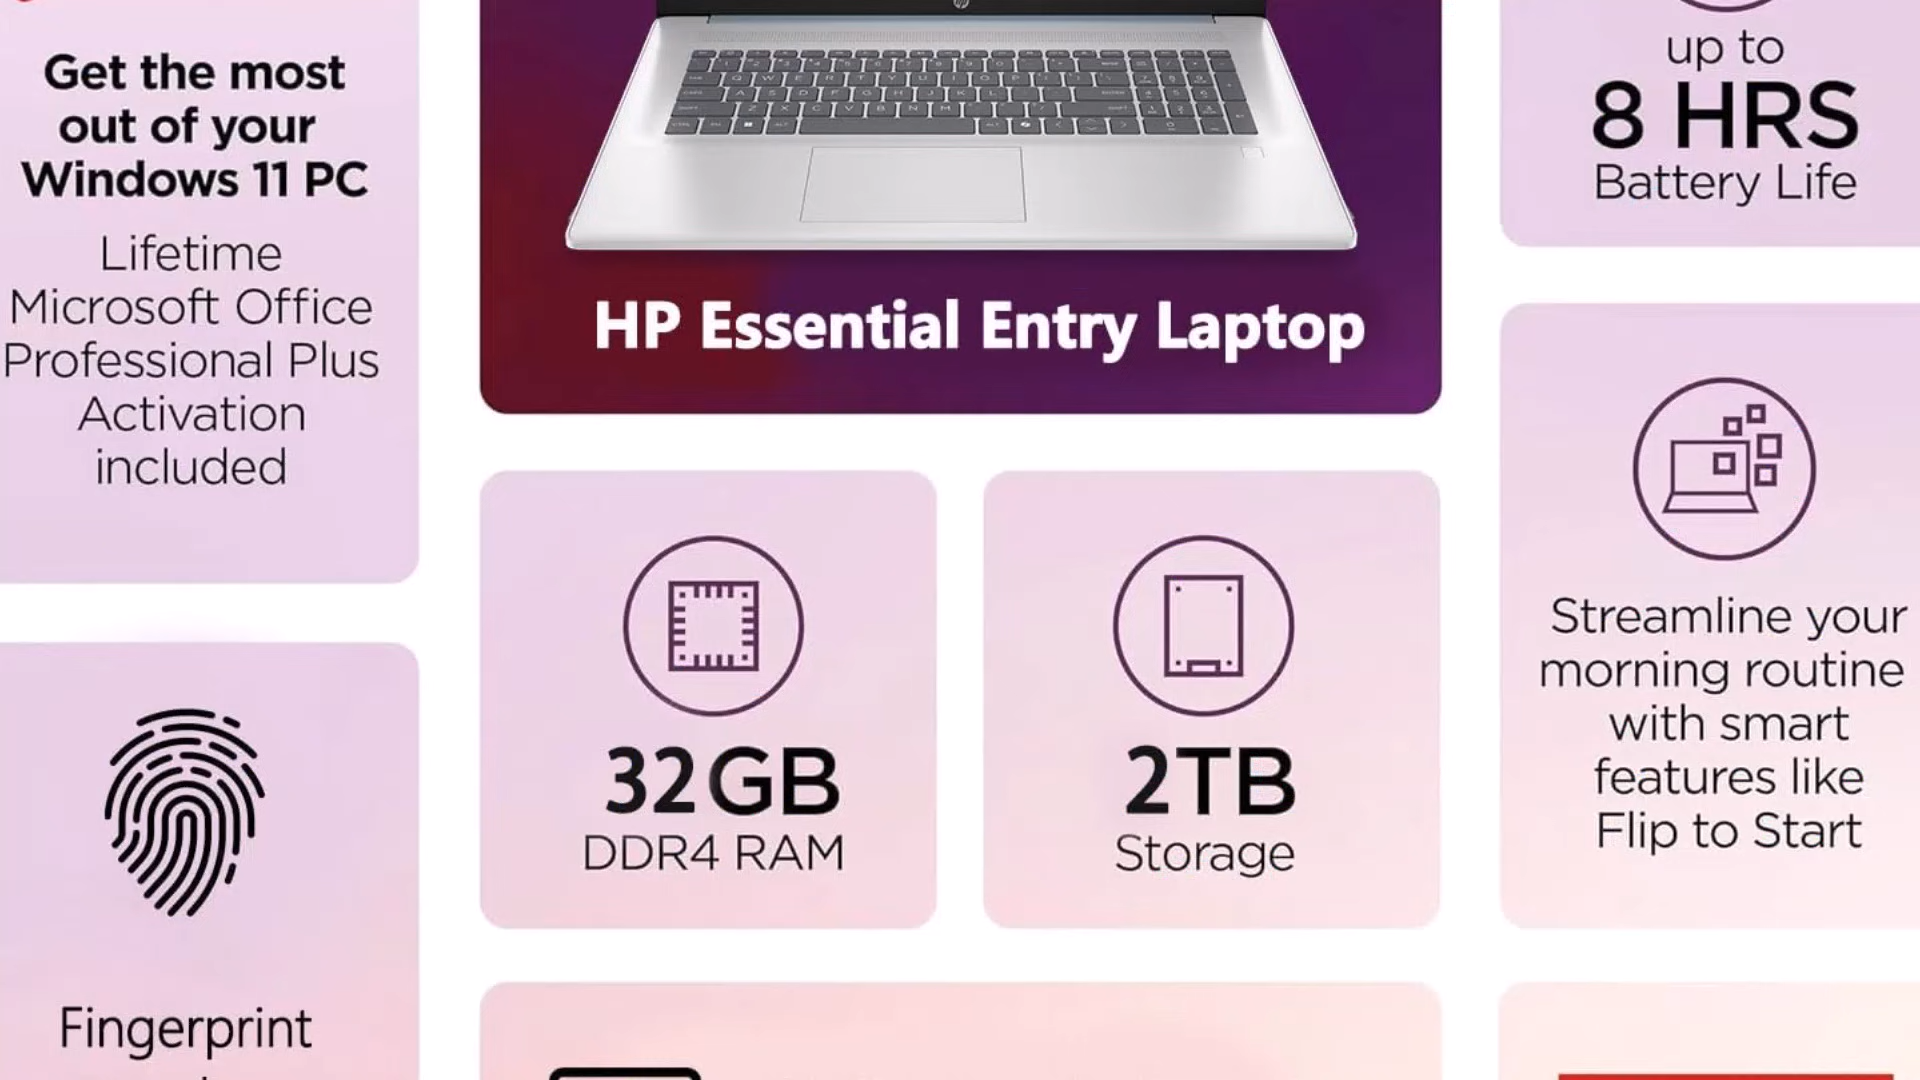 Get the most
out of your
Windows 11 PC
Lifetime
Microsoft Office
Professional Plus
Activation
included
Fingerprint
HP Essential Entry Laptop
32GB
DDR4 RAM
2TB
Storage
up to
8 HRS
Battery Life
Streamline your
morning routine
with smart
features like
Flip to Start